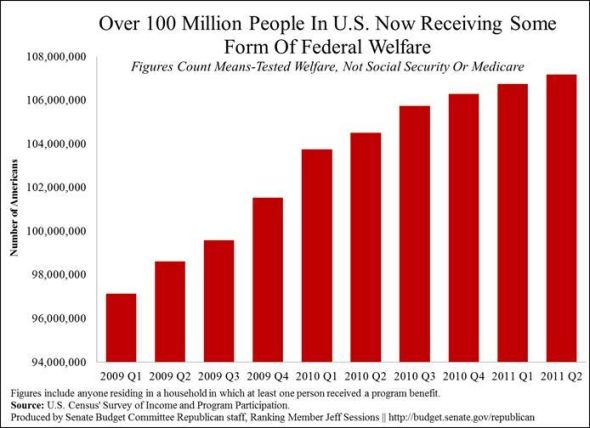 Over 100 Million People In U.S. Now Receiving Some
Form Of Federal Welfare
Figures Count Means-Tested Welfare, Not Social Security Or Medicare
108,000,000
106,000,000
104,000,000
102,000,000
100,000,000
98,000,000
96,000,000
94,000,000
Number of Americans
2009 Q1 2009 Q2 2009 Q3 2009 Q4 2010 Q1 2010 Q2 2010 Q3 2010 Q4 2011 Q1 2011 Q2
Figures include anyone residing in a household in which at least one person received a program benefit.
Source: U.S. Census' Survey of Income and Program Participation.
Produced by Senate Budget Committee Republican staff, Ranking Member Jeff Sessions || http://budget.senate.gov/republican